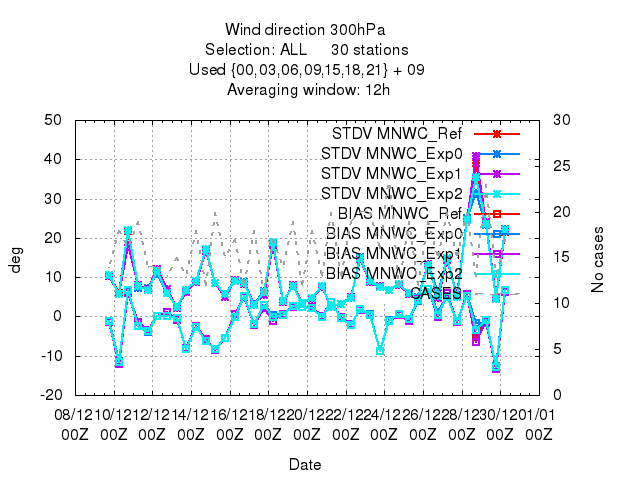 Wind direction 300hPa
Selection: ALL 30 stations
Used {00,03,06,09,15,18,21} + 09
Averaging window: 12h
50 30
STDV MNWC_Ref
40 25
STDV MNWC_Exp0
STDV MNWC_Exp1
30
STDV MNWC_Exp2
20 20
BIAS MNWC_Ref
BIAS MNWC_Exp0
15
BIAS MNWC_Exp1
10
BIAS MNWC_Exp2
CASES
10
0
-10 5
-20 0
deg
No cases
08/12 10/12 12/12 14/12 16/12 18/12 20/12 22/12 24/12 26/12 28/12 30/12 01/01
00Z 00Z 00Z 00Z 00Z 00Z 00Z 00Z 00Z 00Z 00Z 00Z 00Z
Date